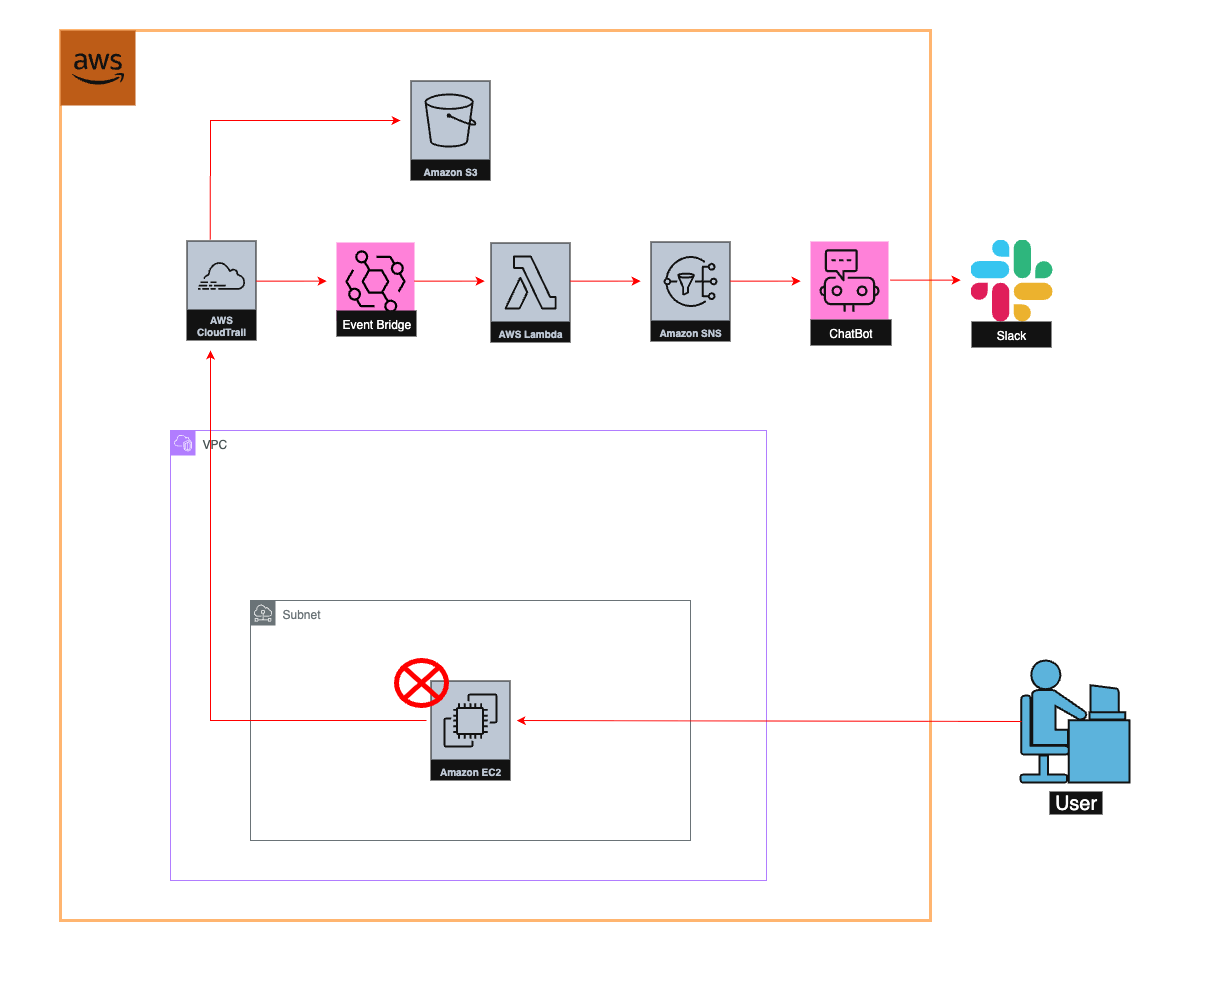 aws
Amazon S3
AWS
CloudTrail
Event Bridge
AWS Lambda
Amazon SNS
ChatBot
Slack
VPC
Subnet
Amazon EC2
User